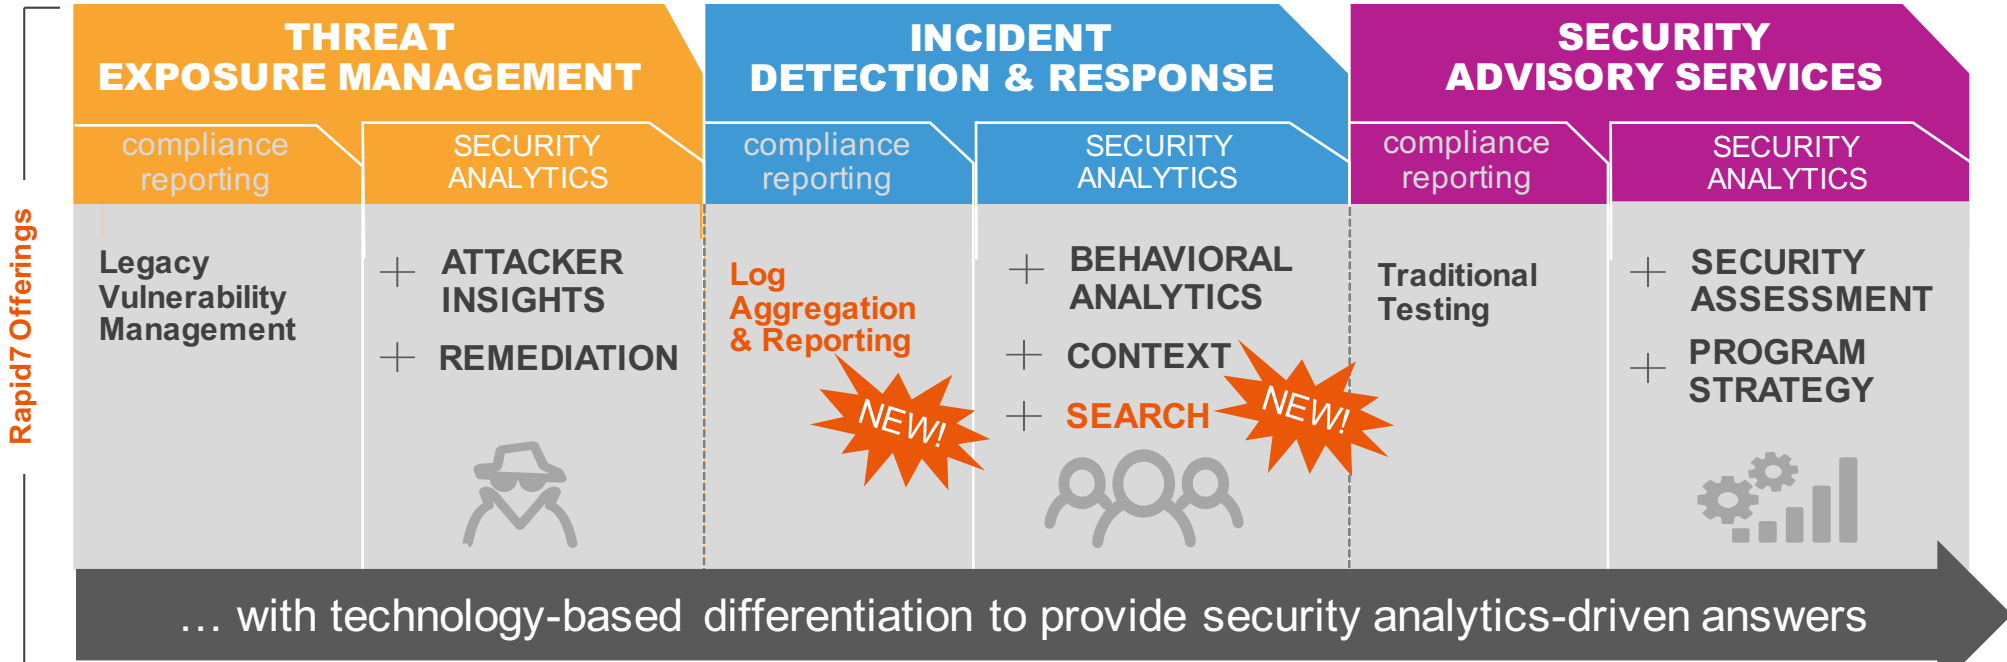 Rapid7 Offerings
THREAT
EXPOSURE MANAGEMENT
compliance
reporting
SECURITY
ANALYTICS
Legacy
Vulnerability
Management
ATTACKER
INSIGHTS
REMEDIATION
INCIDENT
DETECTION & RESPONSE
compliance
reporting
SECURITY
ANALYTICS
Log
Aggregation
& Reporting
NEW!
BEHAVIORAL
ANALYTICS
CONTEXT
SEARCH
NEW!
SECURITY
ADVISORY SERVICES
compliance
reporting
SECURITY
ANALYTICS
Traditional
Testing
SECURITY
ASSESSMENT
PROGRAM
STRATEGY
… with technology-based differentiation to provide security analytics-driven answers